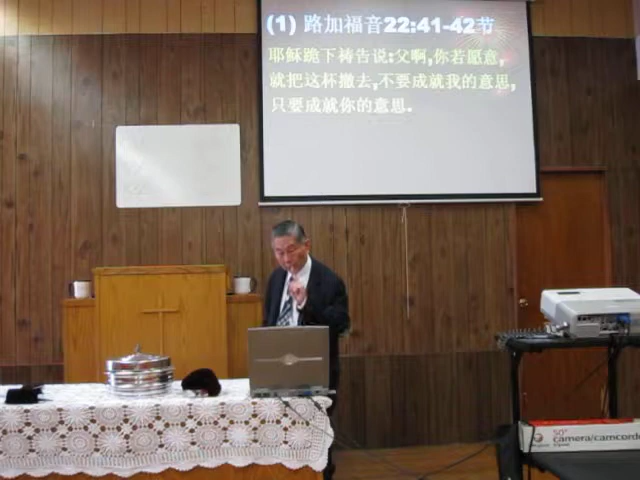 (1) 路加福音22:41-42节
耶稣跪下祷告说:父啊,你若愿意,
就把这杯撤去,不要成就我的意思,
只要成就你的意思.
50"
camera/camcorder